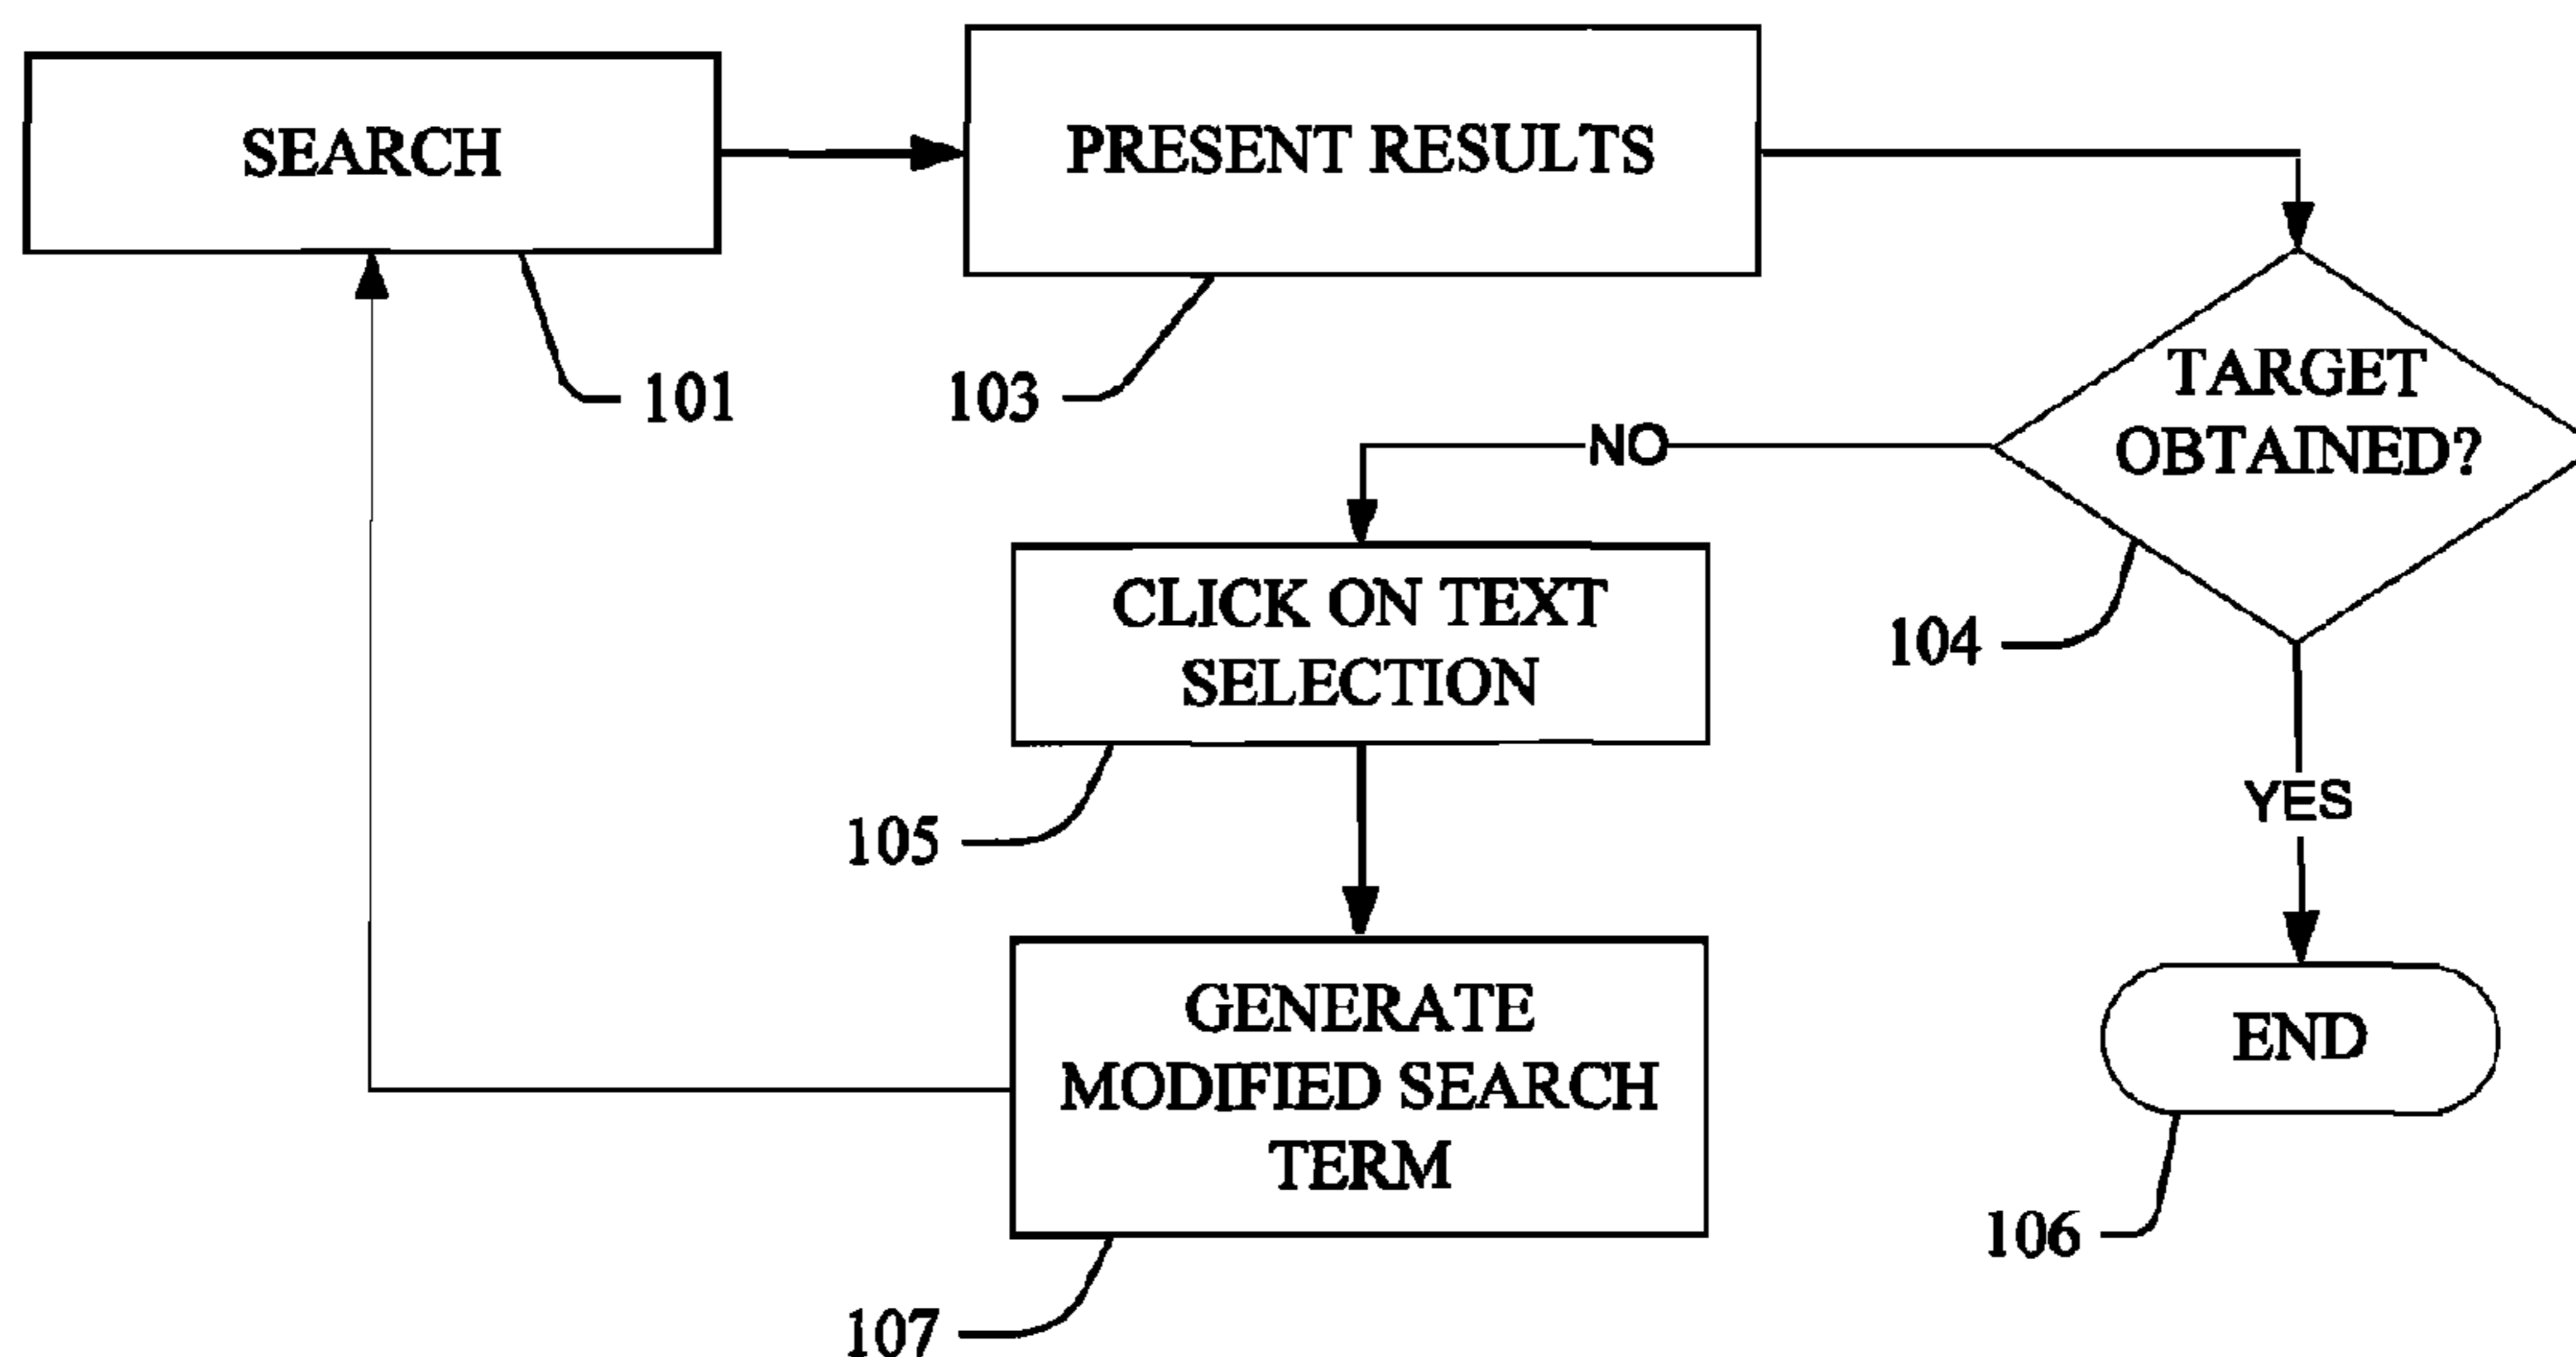 SEARCH
PRESENT RESULTS
101
103
TARGET
OBTAINED?
NO
104
CLICK ON TEXT
SELECTION
105
YES
GENERATE
MODIFIED SEARCH
TERM
107
END
106